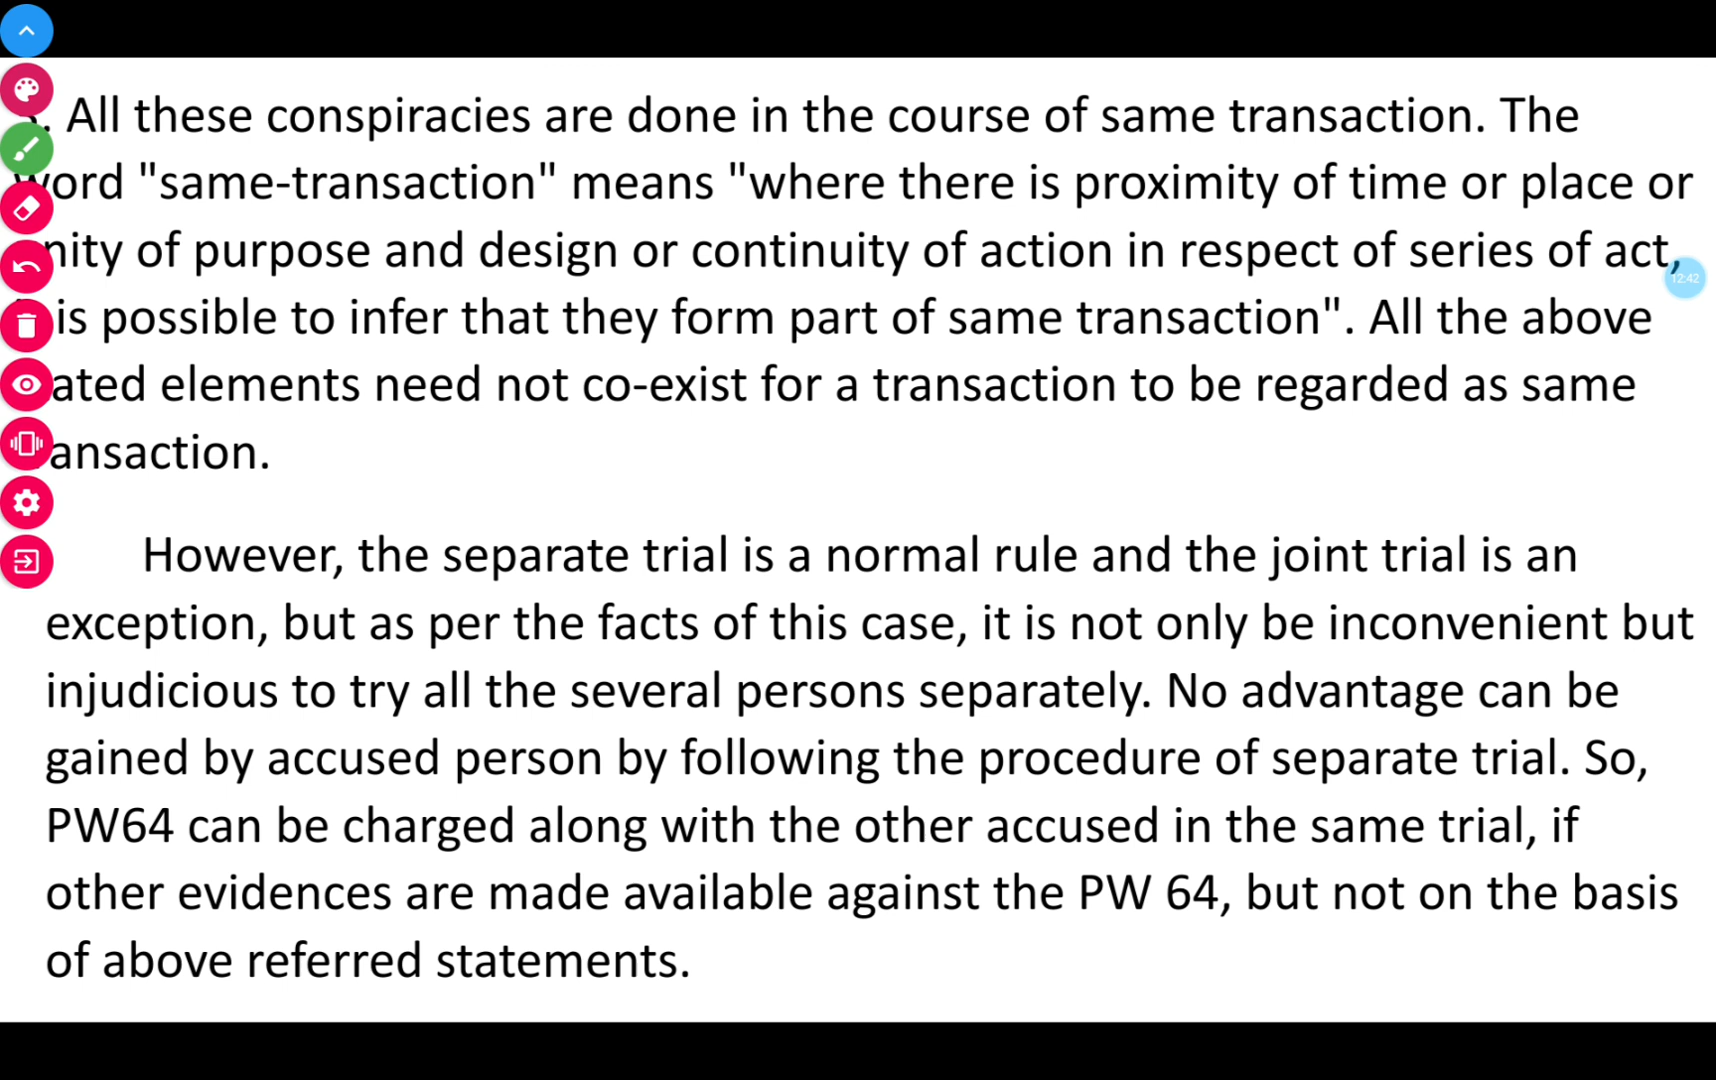 . All these conspiracies are done in the course of same transaction. The
word "same-transaction" means "where there is proximity of time or place or
nity of purpose and design or continuity of action in respect of series of act,
is possible to infer that they form part of same transaction". All the above
ated elements need not co-exist for a transaction to be regarded as same
ansaction.
However, the separate trial is a normal rule and the joint trial is an
exception, but as per the facts of this case, it is not only be inconvenient but
injudicious to try all the several persons separately. No advantage can be
gained by accused person by following the procedure of separate trial. So,
PW64 can be charged along with the other accused in the same trial, if
other evidences are made available against the PW 64, but not on the basis
of above referred statements.
12:42